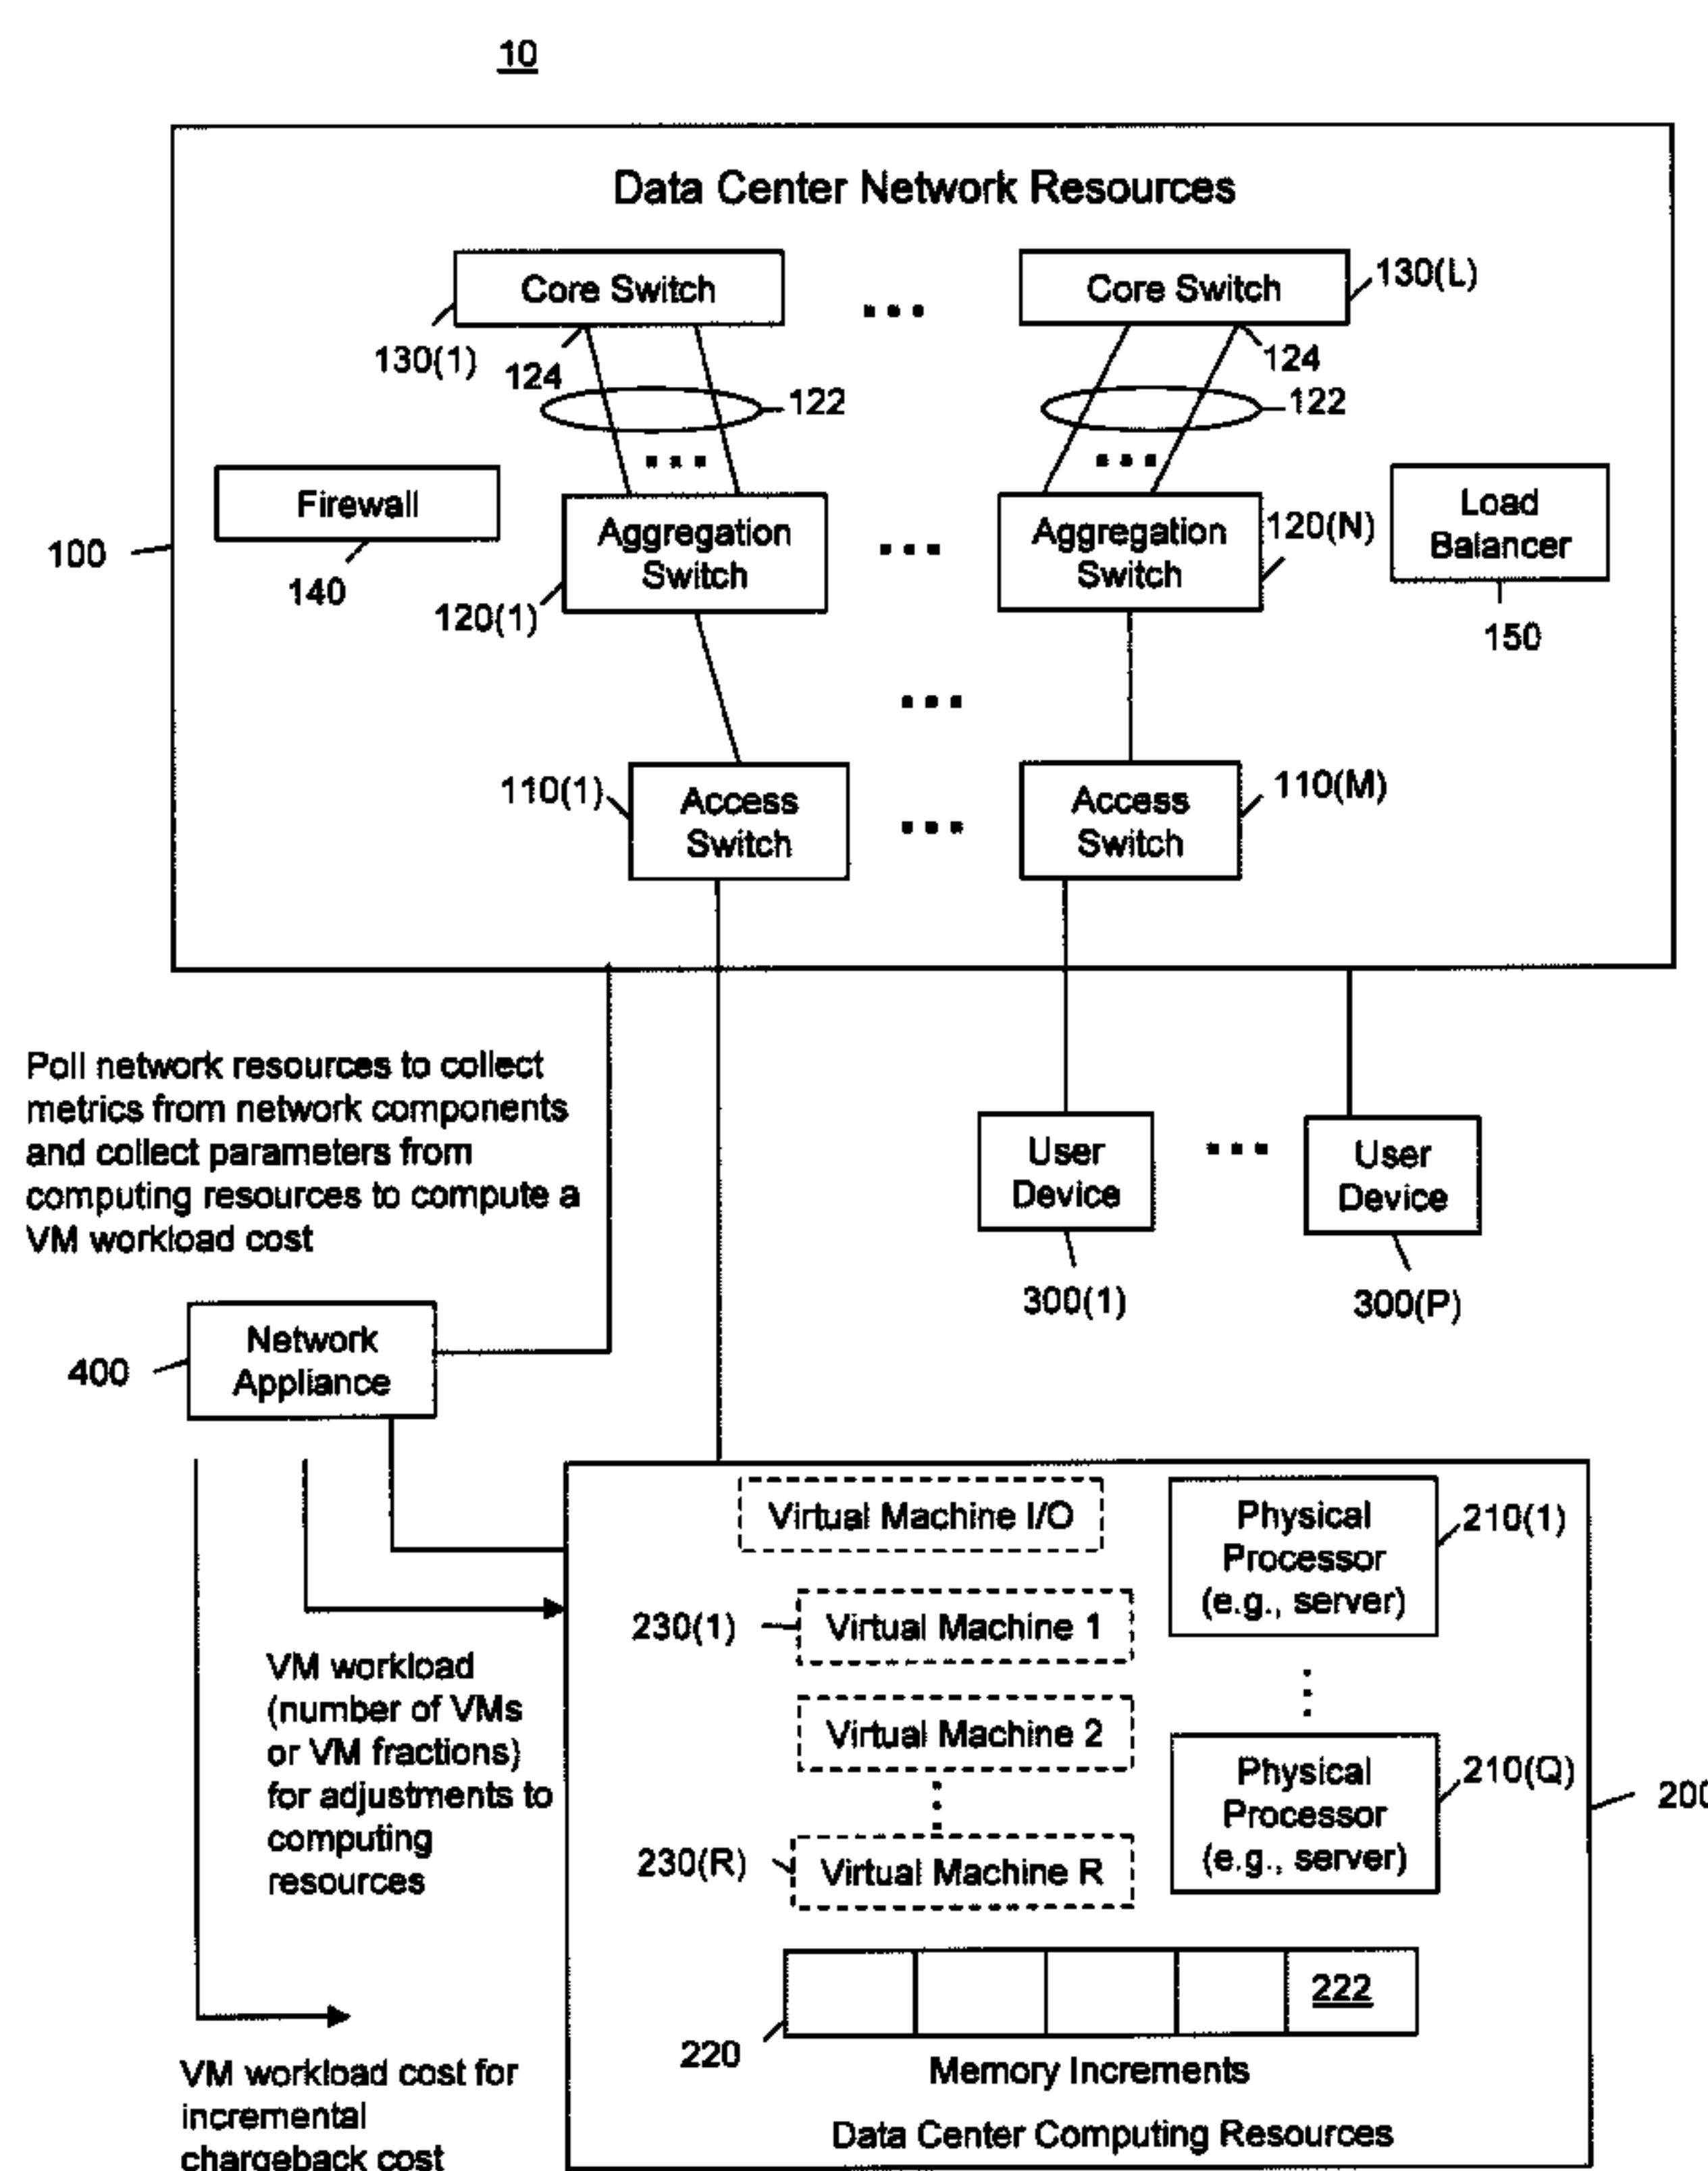 10
Data Center Network Resources
Core Switch
Core Switch
130(L)
130(1)
124
124
122
122
Firewall
Aggregation
Switch
Aggregation
Switch
Load
Balancer
100
140
120(1)
120(N)
150
110(1)
Access
Switch
Access
Switch
110(M)
Poll network resources to collect
metrics from network components
and collect parameters from
computing resources to compute a
VM workload cost
User
Device
User
Device
300(1)
300(P)
400
Network
Appliance
Virtual Machine I/O
Physical
Processor
(e.g., server)
210(1)
230(1)
Virtual Machine 1
VM workload
(number of VMs
or VM fractions)
for adjustments to
computing
resources
Virtual Machine 2
Physical
Processor
(e.g., server)
210(Q)
200
230(R)
Virtual Machine R
222
220
Memory Increments
VM workload cost for
incremental
chargeback cost
Data Center Computing Resources